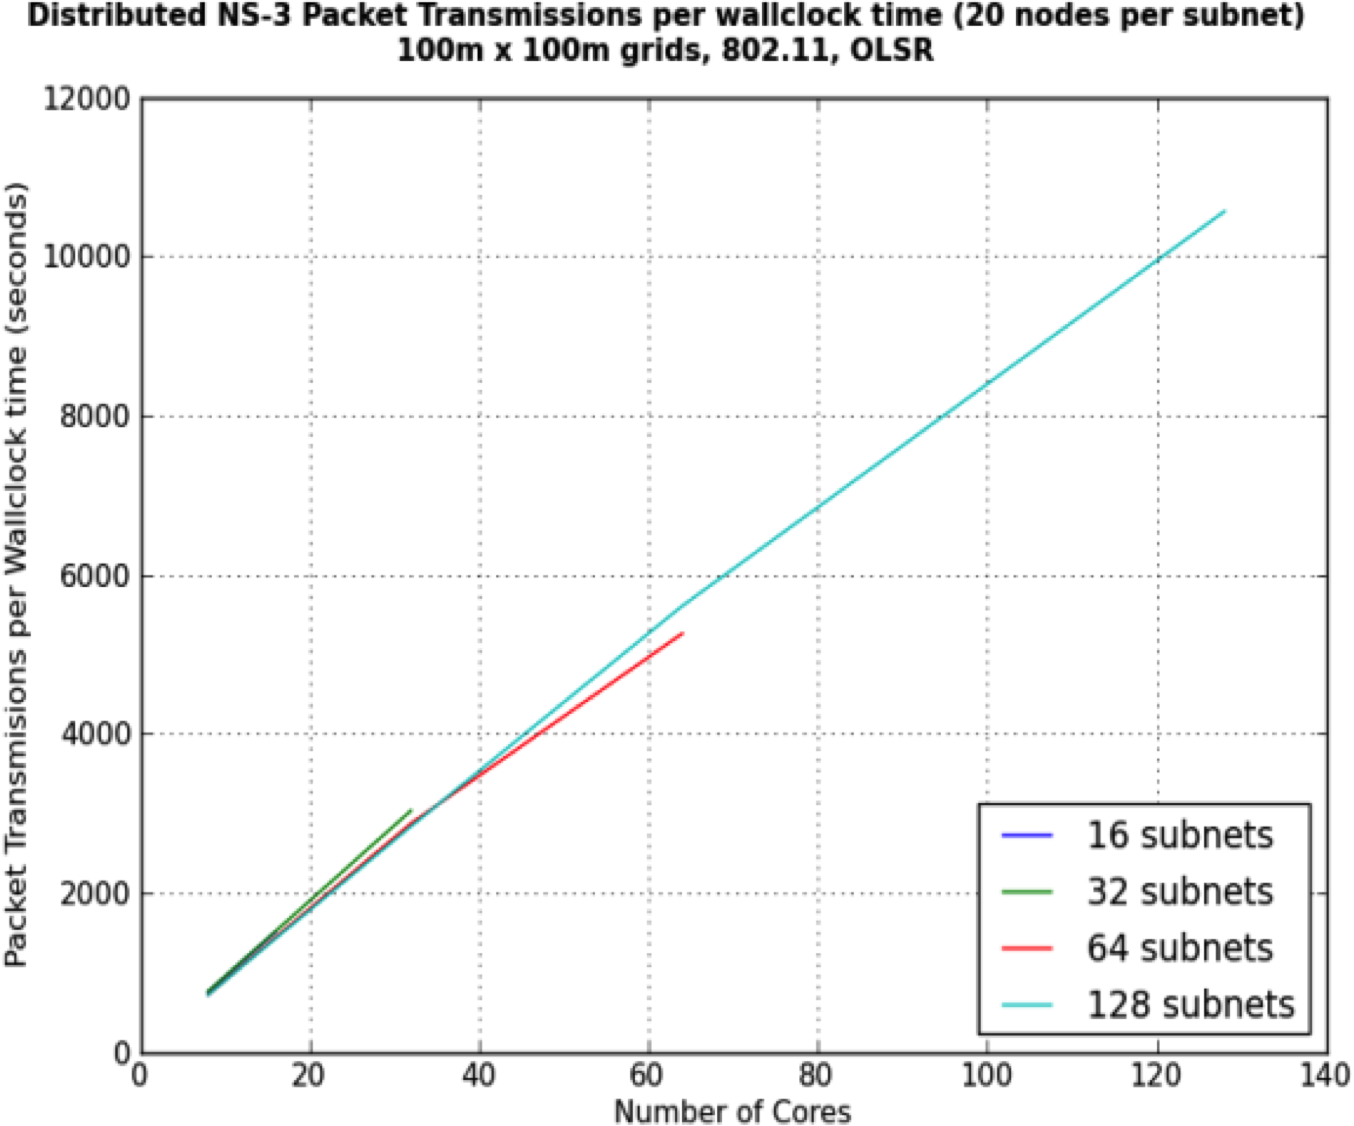 Distributed NS-3 Packet Transmissions per wallclock time (20 nodes per subnet)
100m x 100m grids, 802.11, OLSR
Packet Transmisions per Wallclock time (seconds)
12000
10000
8000
6000
4000
2000
0
0 20 40 60 80 100 120 140
Number of Cores
16 subnets
32 subnets
64 subnets
128 subnets